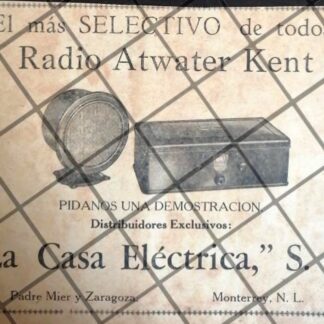 El más SELECTIVO de todos
Radio Atwater Kent
PIDANOS UNA DEMOSTRACION.
Distribuidores Exclusivos:
La Casa Eléctrica," S.
Padre Mier y Zaragoza. Monterrey, N. L.